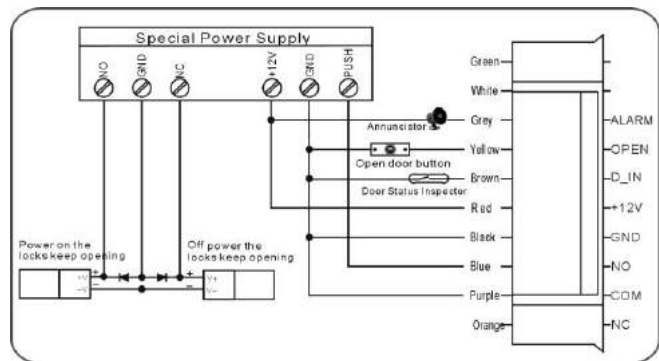 Special Power Supply
NO
GND
NC
+12V
GND
PUSH
Green
White
Annunciator
Grey
ALARM
Yellow
OPEN
Open door button
Brown
D_IN
Door Status Inspester
Red
+12V
Black
GND
Blue
NO
Purple
COM
Orange
NC
Power on the
locks keep opening
Off power the
locks keep opening
+
+V
−
−V
+
V+
−
V−